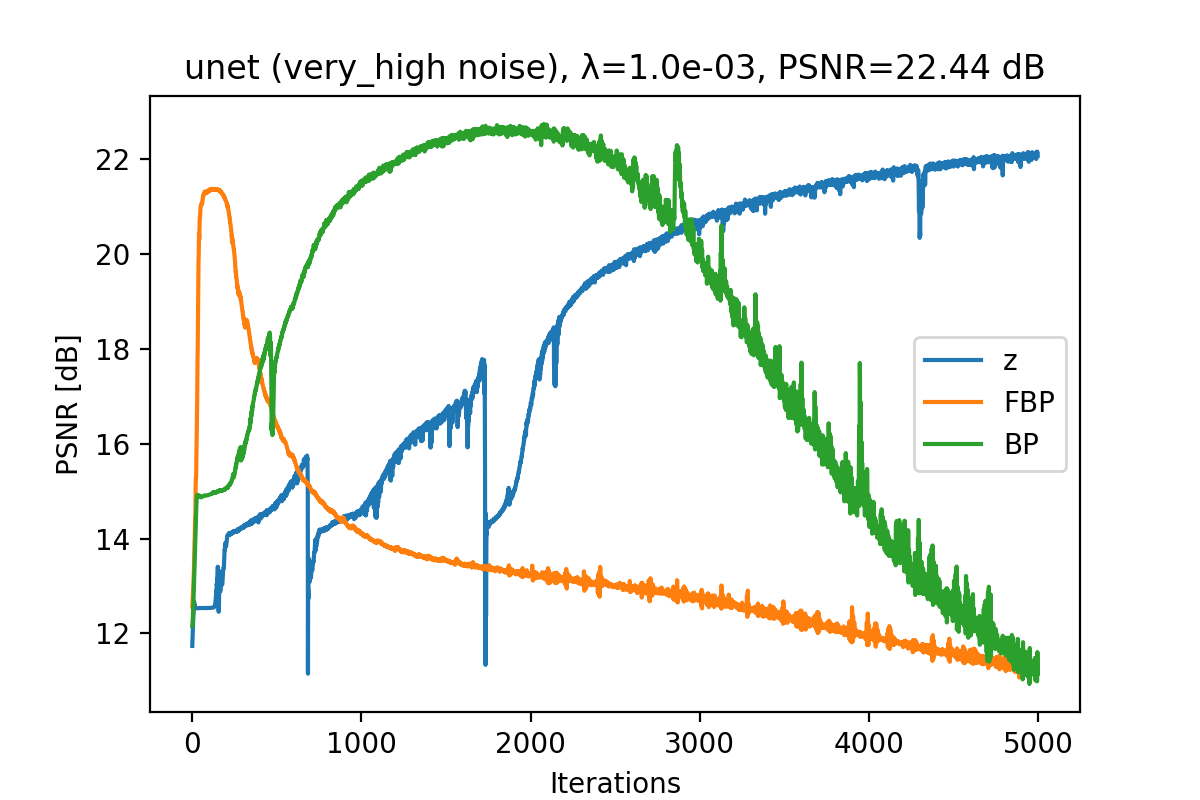 unet (very_high noise), λ=1.0e-03, PSNR=22.44 dB
PSNR [dB]
22
20
18
16
14
12
z
FBP
BP
0 1000 2000 3000 4000 5000
Iterations